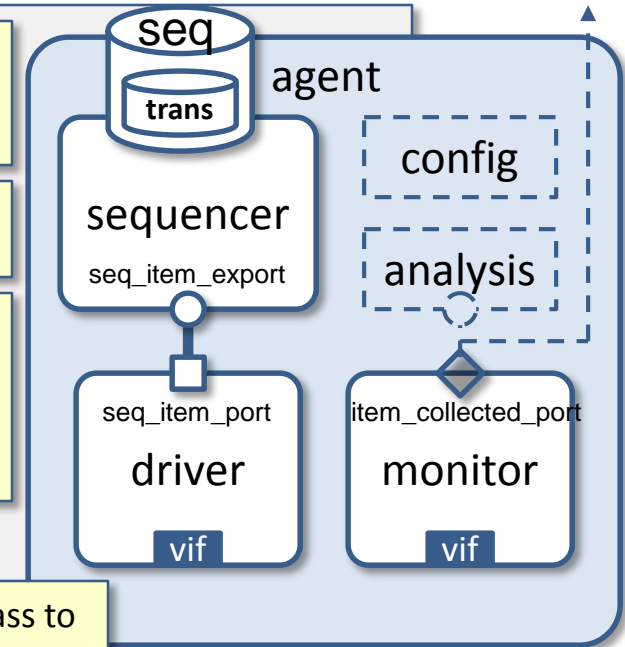 seq
agent
trans
config
sequencer
seq_item_export
analysis
seq_item_port
item_collected_port
driver
monitor
vif
vif
ass to